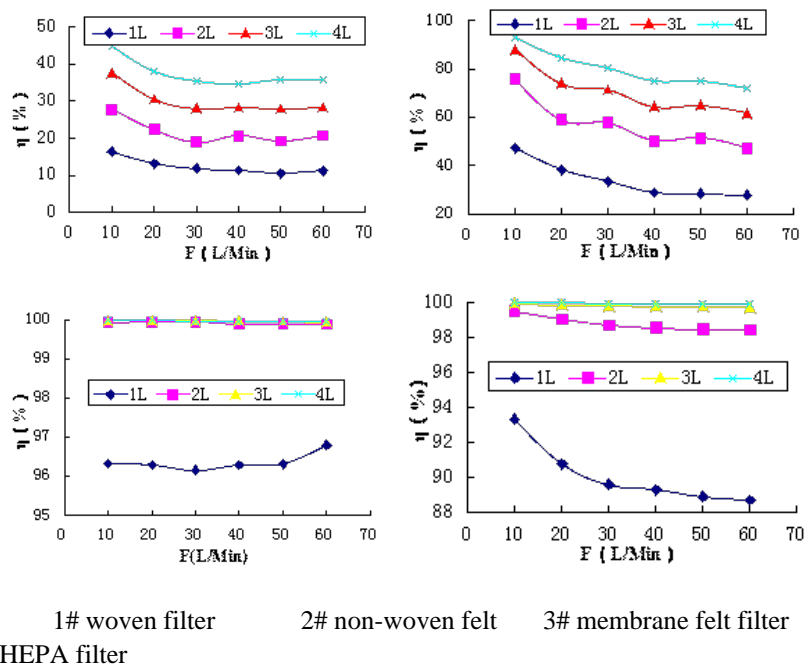 1L 2L 3L 4L
50
40
30
20
10
0
η ( % )
0 10 20 30 40 50 60 70
F ( L/Min )
1L 2L 3L 4L
100
80
60
40
20
η ( % )
0 10 20 30 40 50 60 70
F ( L/Min )
100
99
98
97
96
95
η ( % )
1L 2L 3L 4L
0 10 20 30 40 50 60 70
F(L/Min)
100
98
96
94
92
90
88
η ( %)
1L 2L 3L 4L
0 10 20 30 40 50 60 70
F ( L/Min )
1# woven filter 2# non-woven felt 3# membrane felt filter
HEPA filter